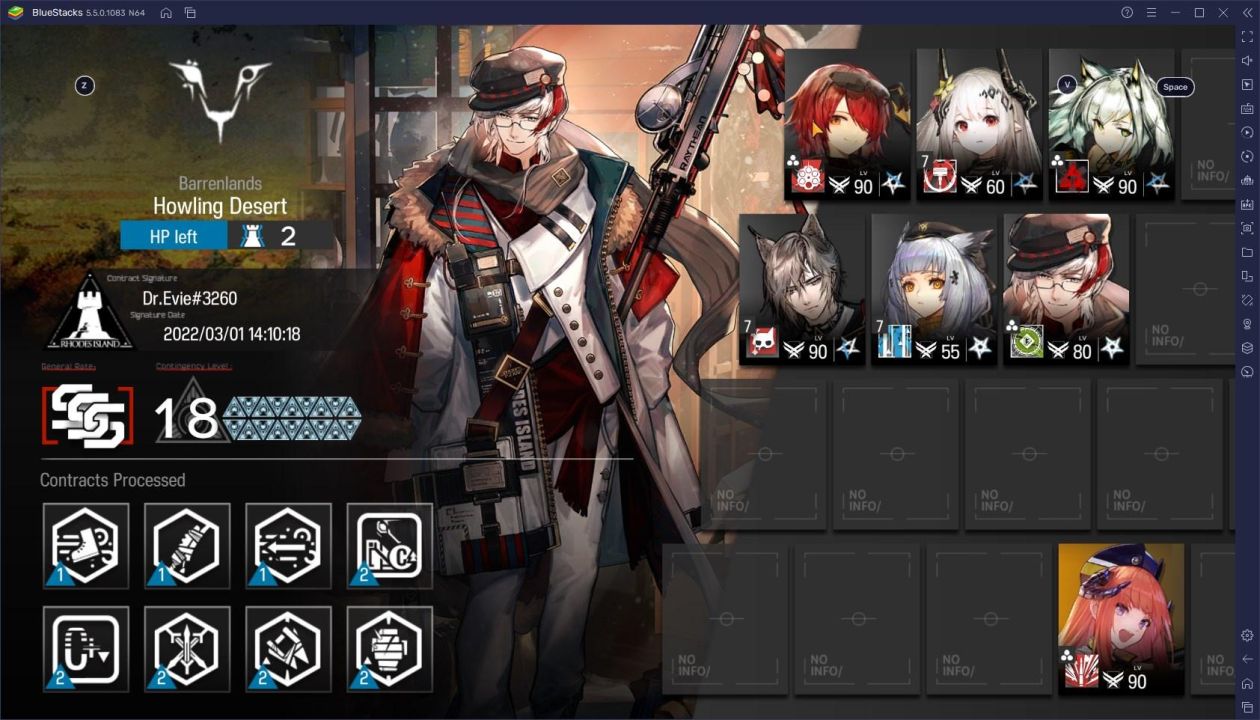 BlueStacks 5.5.0.1083 N64
Z
Barrenlands
Howling Desert
HP left 2
Contract Signature
Dr.Evie#3260
Signature Date
2022/03/01 14:10:18
RHODES ISLAND
General Rate:
Contingency Level:
18
Contracts Processed
1
1
1
2
2
2
2
2
RAYTHEAN
RHODES ISLAND
LV
90
7
LV
60
V
LV
90
Space
NO
INFO/
7
LV
90
7
LV
55
LV
80
NO
INFO/
NO
INFO/
NO
INFO/
NO
INFO/
NO
INFO/
NO
INFO/
NO
INFO/
NO
INFO/
LV
90
NO
INFO/